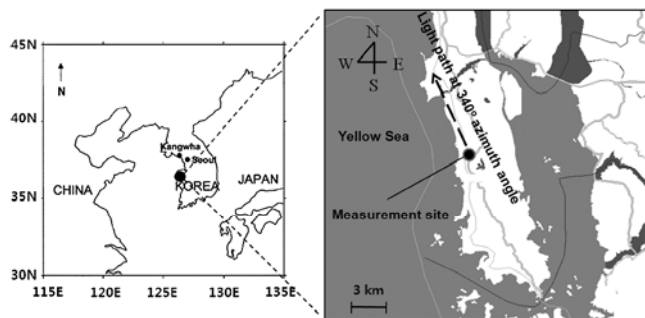 45N
40N
35N
30N
115E
120E
125E
130E
135E
N
Kangwha
Seoul
CHINA
KOREA
JAPAN
N
W E
S
Light path at 340° azimuth angle
Yellow Sea
Measurement site
3 km